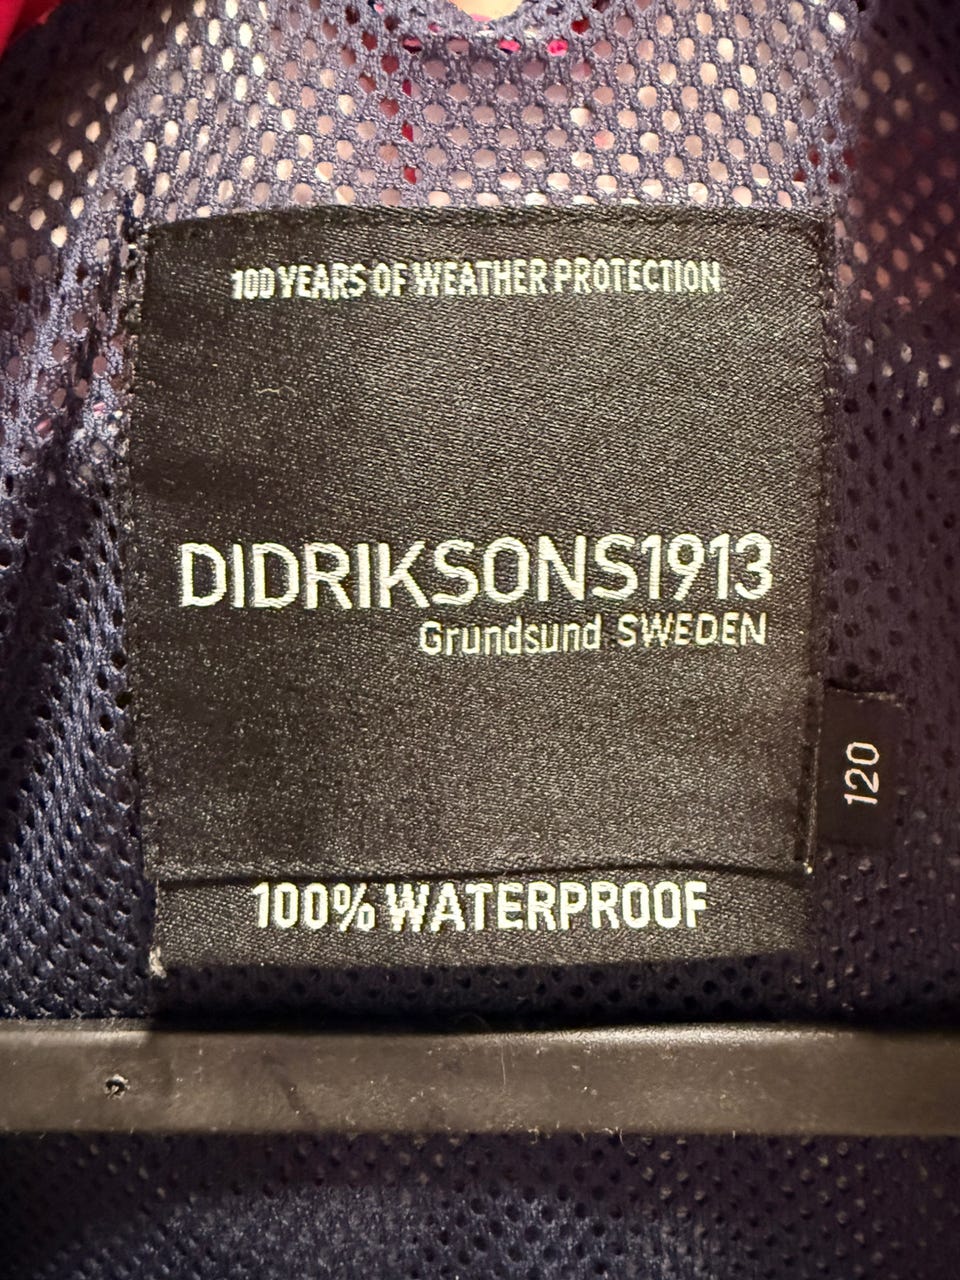 100 YEARS OF WEATHER PROTECTION
DIDRIKSONS1913
Grundsund SWEDEN
120
100% WATERPROOF